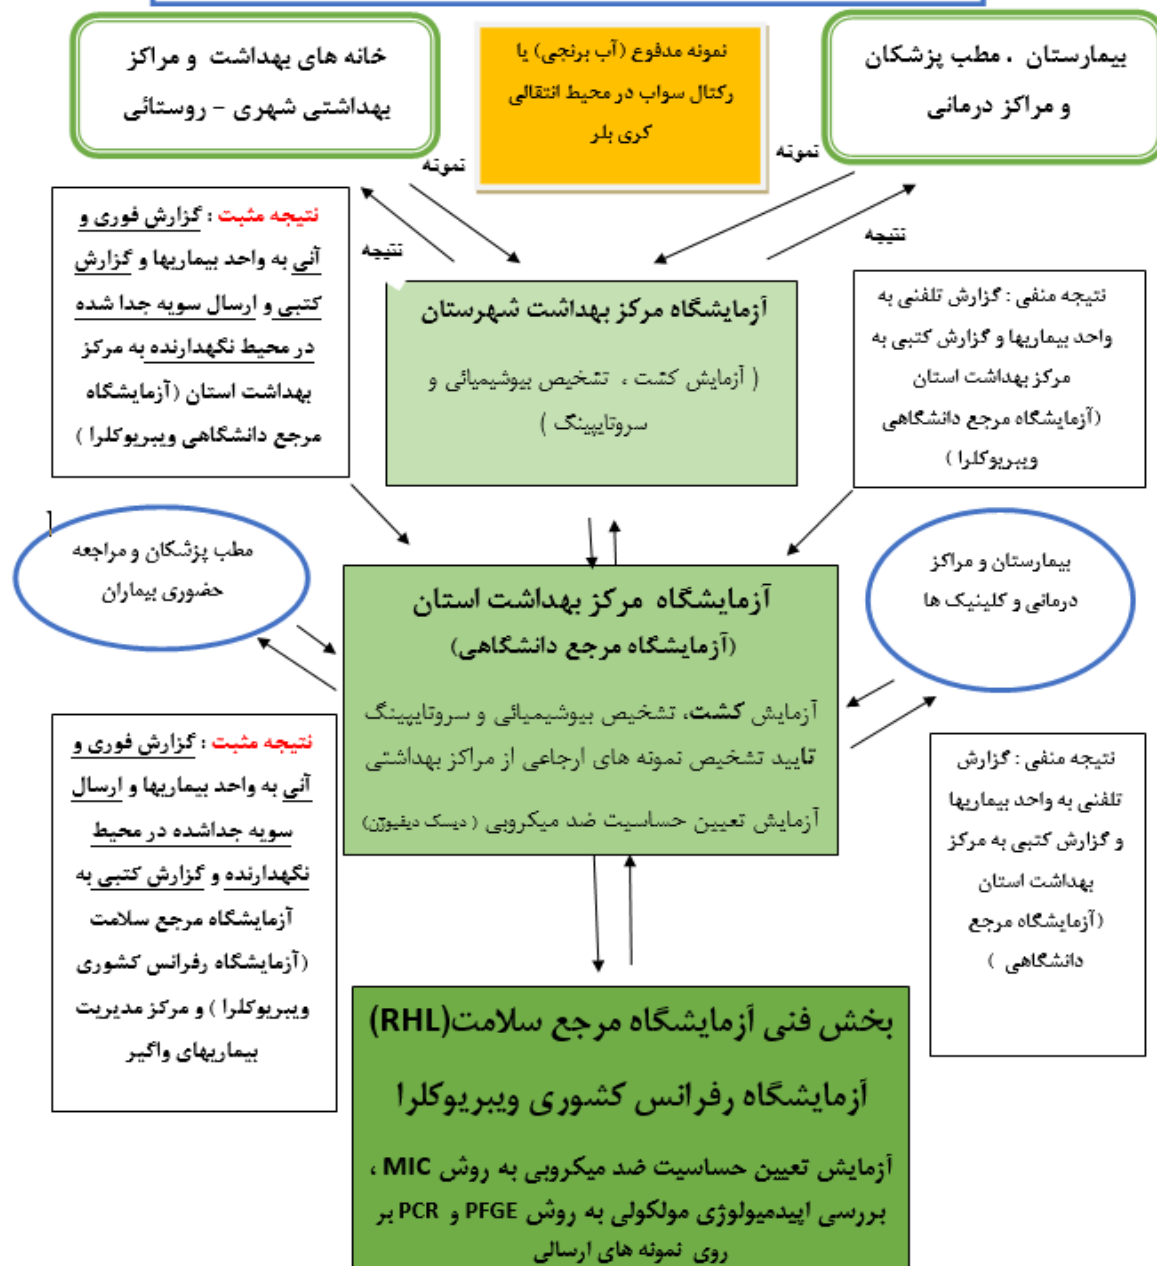 بیمارستان ، مطب پزشکان
و مراکز درمانی
نمونه مدفوع (آب برنجی) یا
رکتال سواب در محیط انتقالی
کری بلر
خانه های بهداشت و مراکز
بهداشتی شهری - روستائی
نمونه
نمونه
نتیجه
نتیجه
نتیجه منفی : گزارش تلفنی به
واحد بیماریها و گزارش کتبی به
مرکز بهداشت استان
(آزمایشگاه مرجع دانشگاهی
ویبریوکلرا )
آزمایشگاه مرکز بهداشت شهرستان
( آزمایش کشت ، تشخیص بیوشیمیائی و
سروتایپینگ )
نتیجه مثبت : گزارش فوری و
آنی به واحد بیماریها و گزارش
کتبی و ارسال سویه جدا شده
در محیط نگهدارنده به مرکز
بهداشت استان (آزمایشگاه
مرجع دانشگاهی ویبریوکلرا )
بیمارستان و مراکز
درمانی و کلینیک ها
آزمایشگاه مرکز بهداشت استان
(آزمایشگاه مرجع دانشگاهی)
آزمایش کشت، تشخیص بیوشیمیائی و سروتایپینگ
تایید تشخیص نمونه های ارجاعی از مراکز بهداشتی
آزمایش تعیین حساسیت ضد میکروبی ( دیسک دیفیوژن)
مطب پزشکان و مراجعه
حضوری بیماران
نتیجه منفی : گزارش
تلفنی به واحد بیماریها
و گزارش کتبی به مرکز
بهداشت استان
(آزمایشگاه مرجع
دانشگاهی )
نتیجه مثبت : گزارش فوری و
آنی به واحد بیماریها و ارسال
سویه جداشده در محیط
نگهدارنده و گزارش کتبی به
آزمایشگاه مرجع سلامت
(آزمایشگاه رفرانس کشوری
ویبریوکلرا ) و مرکز مدیریت
بیماریهای واگیر
بخش فنی آزمایشگاه مرجع سلامت(RHL)
آزمایشگاه رفرانس کشوری ویبریوکلرا
آزمایش تعیین حساسیت ضد میکروبی به روش MIC ،
بررسی اپیدمیولوژی مولکولی به روش PFGE و PCR بر
روی نمونه های ارسالی